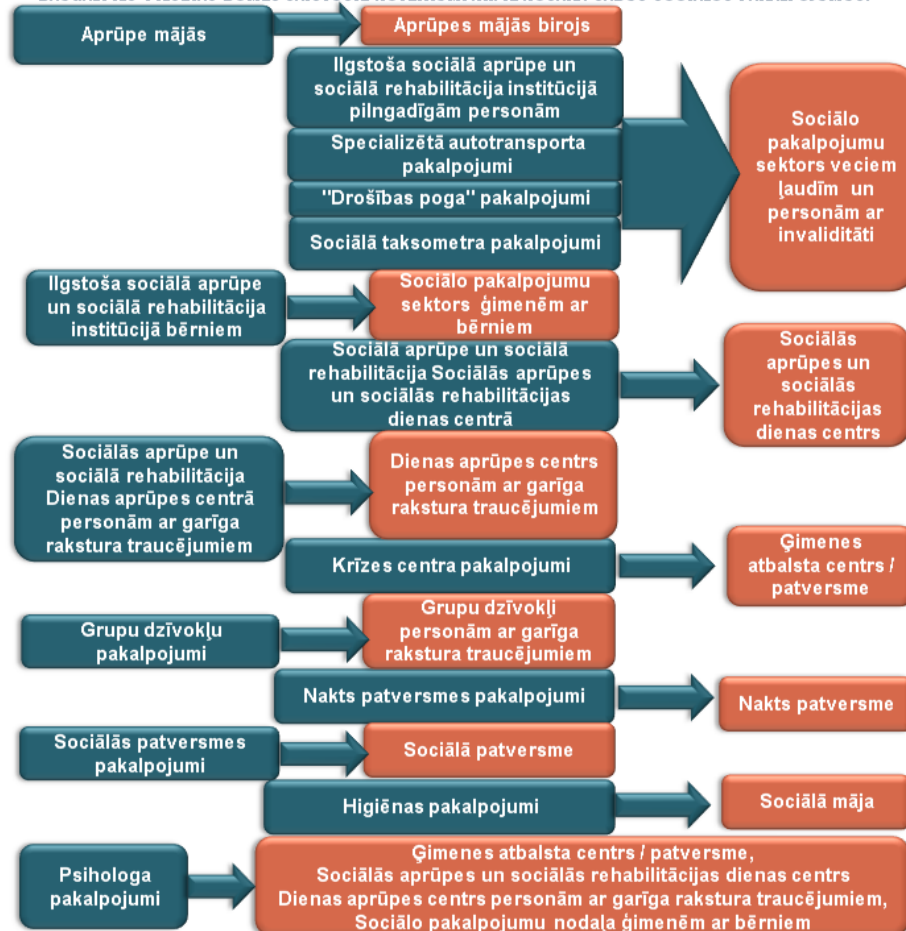 Aprūpe mājās
Aprūpes mājās birojs
Ilgstoša sociālā aprūpe un
sociālā rehabilitācija institūcijā
pilngadīgām personām
Specializētā autotransporta
pakalpojumi
"Drošības poga" pakalpojumi
Sociālā taksometra pakalpojumi
Sociālo
pakalpojumu
sektors veciem
ļaudīm un
personām ar
invaliditāti
Ilgstoša sociālā aprūpe
un sociālā rehabilitācija
institūcijā bērniem
Sociālo pakalpojumu
sektors ģimenēm ar
bērniem
Sociālā aprūpe un sociālā
rehabilitācija Sociālās aprūpes
un sociālās rehabilitācijas
dienas centrā
Sociālās
aprūpes un
sociālās
rehabilitācijas
dienas centrs
Sociālās aprūpe un
sociālā rehabilitācija
Dienas aprūpes centrā
personām ar garīga
rakstura traucējumiem
Dienas aprūpes centrs
personām ar garīga
rakstura traucējumiem
Krīzes centra pakalpojumi
Ģimenes
atbalsta centrs /
patversme
Grupu dzīvokļu
pakalpojumi
Grupu dzīvokļi
personām ar garīga
rakstura traucējumiem
Nakts patversmes pakalpojumi
Nakts patversme
Sociālās patversmes
pakalpojumi
Sociālā patversme
Higiēnas pakalpojumi
Sociālā māja
Psihologa
pakalpojumi
Ģimenes atbalsta centrs / patversme,
Sociālās aprūpes un sociālās rehabilitācijas dienas centrs
Dienas aprūpes centrs personām ar garīga rakstura traucējumiem,
Sociālo pakalpojumu nodaļa ģimenēm ar bērniem